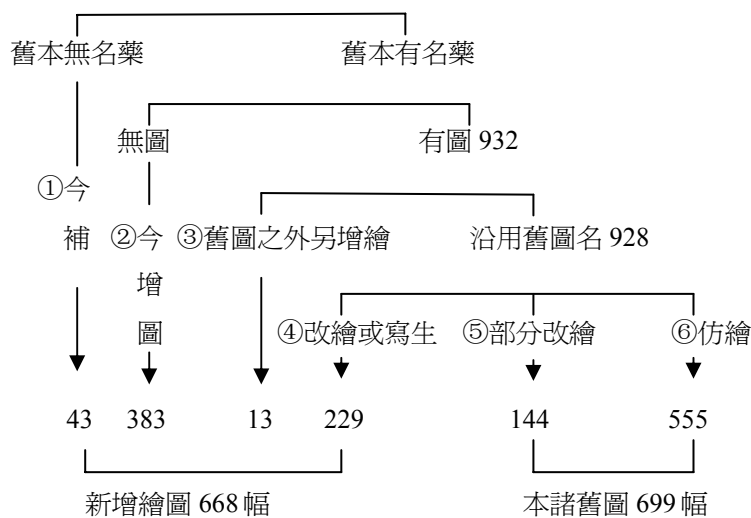 舊本無名藥 舊本有名藥
無圖 有圖 932
①今補 ②今增圖 ③舊圖之外另增繪 沿用舊圖名 928
④改繪或寫生 ⑤部分改繪 ⑥仿繪
43 383 13 229 144 555
新增繪圖 668 幅 本諸舊圖 699 幅